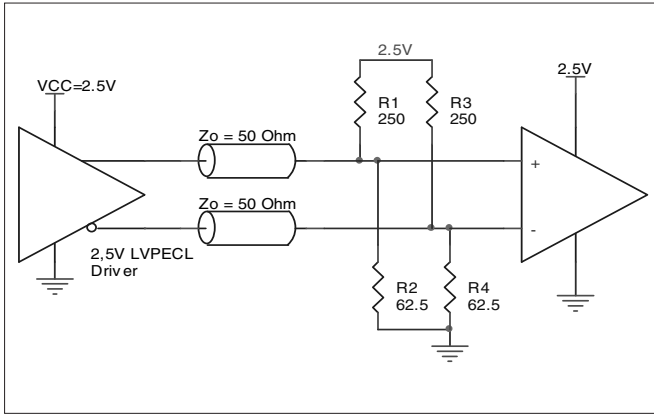 2.5V
VCC=2.5V
R1
250
R3
250
2.5V
Zo = 50 Ohm
+
Zo = 50 Ohm
-
2,5V LVPECL
Driver
R2
62.5
R4
62.5